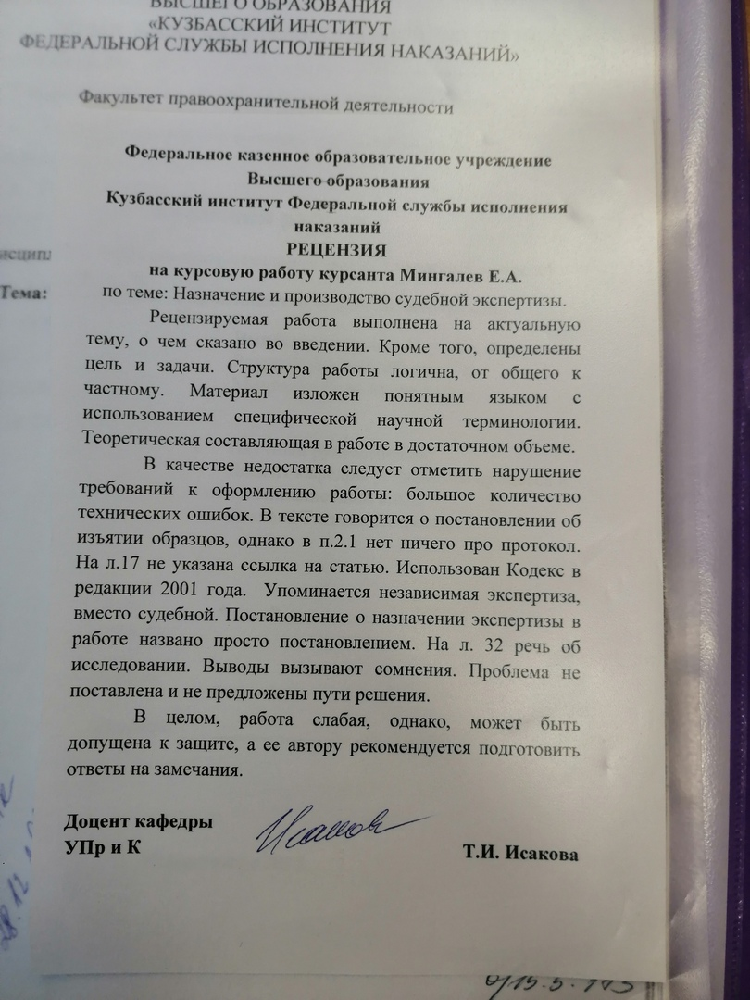 ВЫСШЕГО ОБРАЗОВАНИЯ
«КУЗБАССКИЙ ИНСТИТУТ
ФЕДЕРАЛЬНОЙ СЛУЖБЫ ИСПОЛНЕНИЯ НАКАЗАНИЙ»
Факультет правоохранительной деятельности
Федеральное казенное образовательное учреждение
Высшего образования
Кузбасский институт Федеральной службы исполнения
наказаний
РЕЦЕНЗИЯ
на курсовую работу курсанта Мингалев Е.А.
Тема:
по теме: Назначение и производство судебной экспертизы.
Рецензируемая работа выполнена на актуальную
тему, о чем сказано во введении. Кроме того, определены
цель и задачи. Структура работы логична, от общего к
частному. Материал изложен понятным языком с
использованием специфической научной терминологии.
Теоретическая составляющая в работе в достаточном объеме.
В качестве недостатка следует отметить нарушение
требований к оформлению работы: большое количество
технических ошибок. В тексте говорится о постановлении об
изъятии образцов, однако в п.2.1 нет ничего про протокол.
На л.17 не указана ссылка на статью. Использован Кодекс в
редакции 2001 года. Упоминается независимая экспертиза,
вместо судебной. Постановление о назначении экспертизы в
работе названо просто постановлением. На л. 32 речь об
исследовании. Выводы вызывают сомнения. Проблема не
поставлена и не предложены пути решения.
В целом, работа слабая, однако, может быть
допущена к защите, а ее автору рекомендуется подготовить
ответы на замечания.
Доцент кафедры
УПр и К
Исакова
Т.И. Исакова